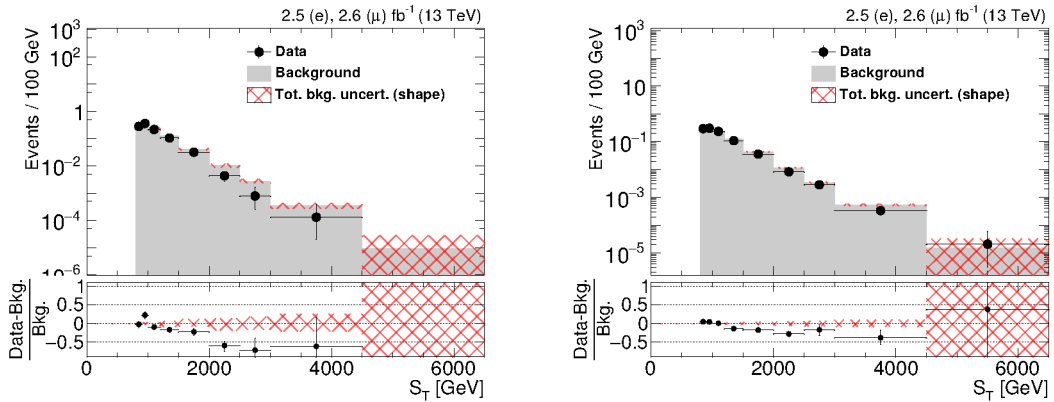 2.5 (e), 2.6 (μ) fb⁻¹ (13 TeV)
Events / 100 GeV
10³
10²
1
10⁻²
10⁻⁴
10⁻⁶
Data
Background
Tot. bkg. uncert. (shape)
Data-Bkg.
Bkg.
1
0.5
0
−0.5
0
2000
4000
6000
S_T [GeV]
2.5 (e), 2.6 (μ) fb⁻¹ (13 TeV)
Events / 100 GeV
10³
10
10⁻¹
10⁻³
10⁻⁵
Data
Background
Tot. bkg. uncert. (shape)
Data-Bkg.
Bkg.
1
0.5
0
−0.5
0
2000
4000
6000
S_T [GeV]